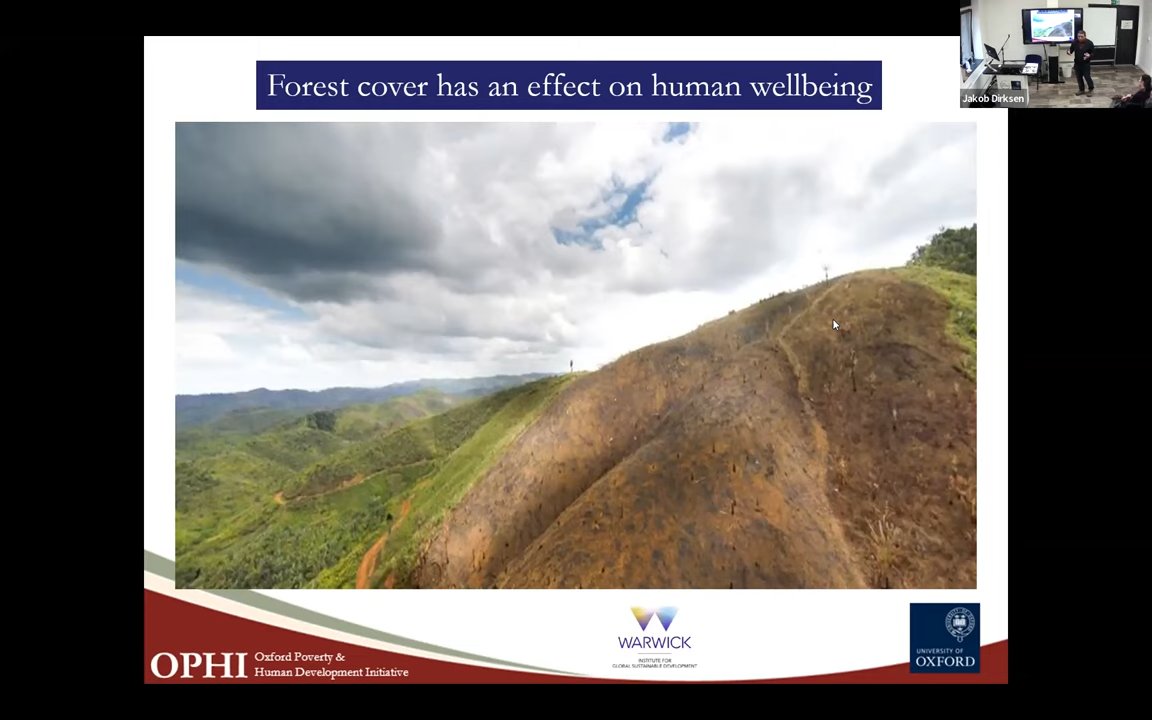 Forest cover has an effect on human wellbeing
Jakob Dirksen
OPHI
Oxford Poverty &
Human Development Initiative
WARWICK
INSTITUTE FOR
GLOBAL SUSTAINABLE DEVELOPMENT
UNIVERSITY OF
OXFORD